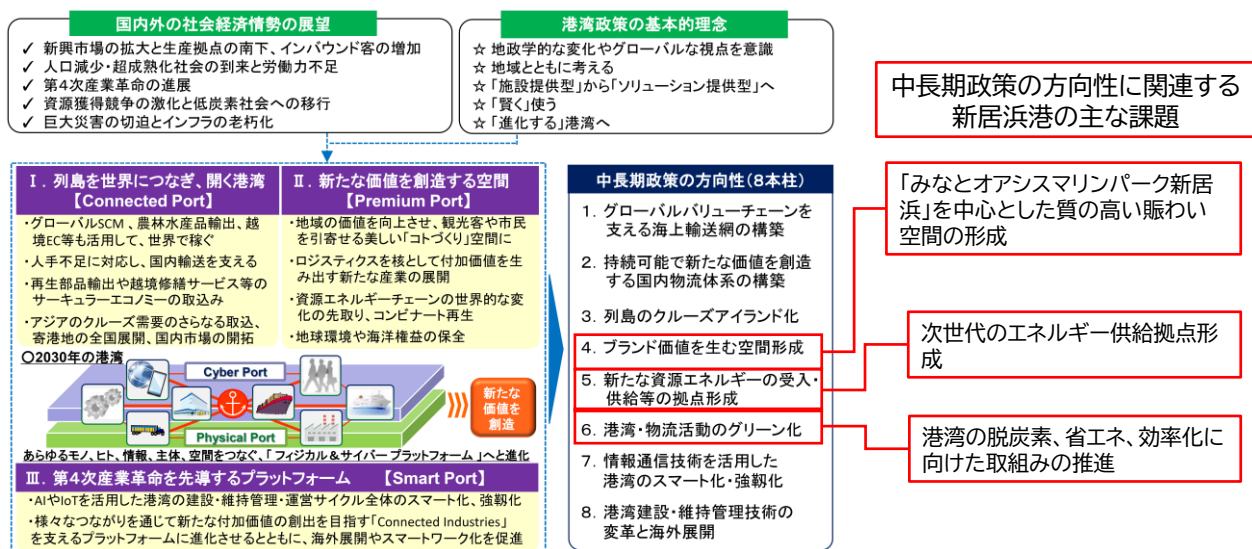 国内外の社会経済情勢の展望
✓ 新興市場の拡大と生産拠点の南下、インバウンド客の増加
✓ 人口減少・超成熟化社会の到来と労働力不足
✓ 第4次産業革命の進展
✓ 資源獲得競争の激化と低炭素社会への移行
✓ 巨大災害の切迫とインフラの老朽化
港湾政策の基本的理念
☆ 地政学的な変化やグローバルな視点を意識
☆ 地域とともに考える
☆ 「施設提供型」から「ソリューション提供型」へ
☆ 「賢く」使う
☆ 「進化する」港湾へ
中長期政策の方向性に関連する
新居浜港の主な課題
Ⅰ．列島を世界につなぎ、開く港湾
【Connected Port】
・グローバルSCM、農林水産品輸出、越
境EC等も活用して、世界で稼ぐ
・人手不足に対応し、国内輸送を支える
・再生部品輸出や越境修繕サービス等の
サーキュラーエコノミーの取込み
・アジアのクルーズ需要のさらなる取込、
寄港地の全国展開、国内市場の開拓
Ⅱ．新たな価値を創造する空間
【Premium Port】
・地域の価値を向上させ、観光客や市民
を引寄せる美しい「コトづくり」空間に
・ロジスティクスを核として付加価値を生
み出す新たな産業の展開
・資源エネルギーチェーンの世界的な変
化の先取り、コンビナート再生
・地球環境や海洋権益の保全
○2030年の港湾
Cyber Port
Physical Port
新たな
価値を
創造
あらゆるモノ、ヒト、情報、主体、空間をつなぐ、「フィジカル＆サイバープラットフォーム」へと進化
Ⅲ．第4次産業革命を先導するプラットフォーム 【Smart Port】
・AIやIoTを活用した港湾の建設・維持管理・運営サイクル全体のスマート化、強靱化
・様々なつながりを通じて新たな付加価値の創出を目指す「Connected Industries」
を支えるプラットフォームに進化させるとともに、海外展開やスマートワーク化を促進
中長期政策の方向性（8本柱）
1. グローバルバリューチェーンを
支える海上輸送網の構築
2. 持続可能で新たな価値を創造
する国内物流体系の構築
3. 列島のクルーズアイランド化
4. ブランド価値を生む空間形成
5. 新たな資源エネルギーの受入・
供給等の拠点形成
6. 港湾・物流活動のグリーン化
7. 情報通信技術を活用した
港湾のスマート化・強靱化
8. 港湾建設・維持管理技術の
変革と海外展開
「みなとオアシスマリンパーク新居
浜」を中心とした質の高い賑わい
空間の形成
次世代のエネルギー供給拠点形
成
港湾の脱炭素、省エネ、効率化に
向けた取組みの推進